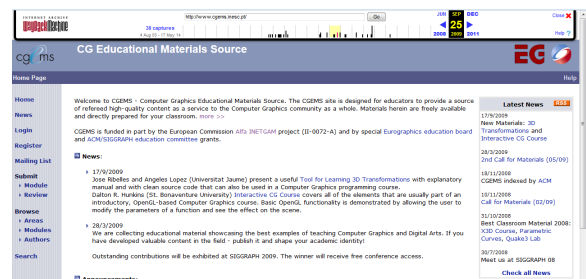 INTERNET ARCHIVE
WayBackMachine
http://www.cgems.inesc.pt/
Go
38 captures
4 Aug 03 - 17 May 14
JUN SEP DEC
25
2008 2009 2011
Close
Help ?
cgems
CG Educational Materials Source
EG
Home Page
Help
Home
News
Login
Register
Mailing List
Submit
Module
Review
Browse
Areas
Modules
Authors
Search
Welcome to CGEMS - Computer Graphics Educational Materials Source. The CGEMS site is designed for educators to provide a source
of refereed high-quality content as a service to the Computer Graphics community as a whole. Materials herein are freely available
and directly prepared for your classroom. more >>
CGEMS is funded in part by the European Commission Alfa INETGAM project (II-0072-A) and by special Eurographics education board
and ACM/SIGGRAPH education committee grants.
News:
17/9/2009
Jose Ribelles and Angeles Lopez (Universitat Jaume) present a useful Tool for Learning 3D Transformations with explanatory
manual and with clean source code that can also be used in a Computer Graphics programming course.
Dalton R. Hunkins (St. Bonaventure University) Interactive CG Course covers all of the elements that are usually part of an
introductory, OpenGL-based Computer Graphics course. Basic OpenGL functionality is demonstrated by allowing the user to
modify the parameters of a function and see the effect on the scene.
28/3/2009
We are collecting educational material showcasing the best examples of teaching Computer Graphics and Digital Arts. If you
have developed valuable content in the field - publish it and shape your academic identity!
Outstanding contributions will be exhibited at SIGGRAPH 2009. The winner will receive free conference access.
Announcements:
Latest News RSS
17/9/2009
New Materials: 3D
Transformations and
Interactive CG Course
28/3/2009
2nd Call for Materials (05/09)
18/11/2008
CGEMS indexed by ACM
10/11/2008
Call for Materials (02/09)
31/10/2008
Best Classroom Material 2008:
X3D Course, Parametric
Curves, Quake3 Lab
30/7/2008
Meet us at SIGGRAPH 08
Check all News